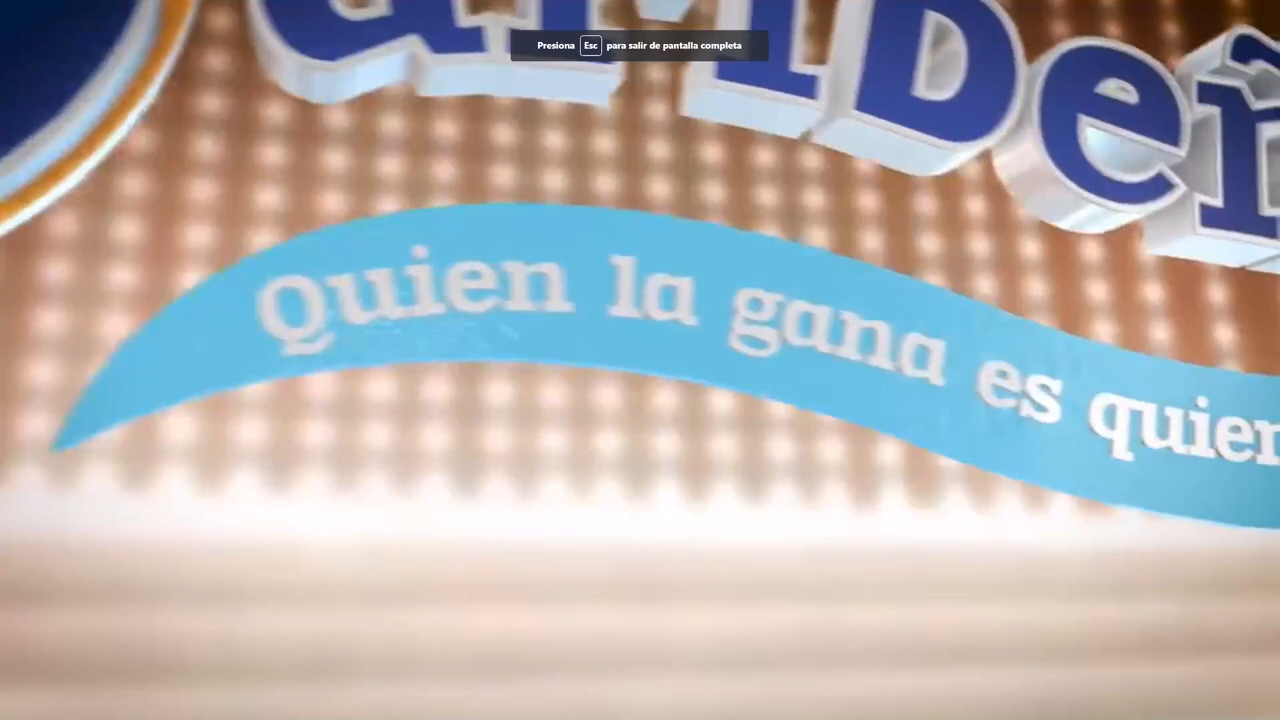 Presiona Esc para salir de pantalla completa
Quien la gana es quien